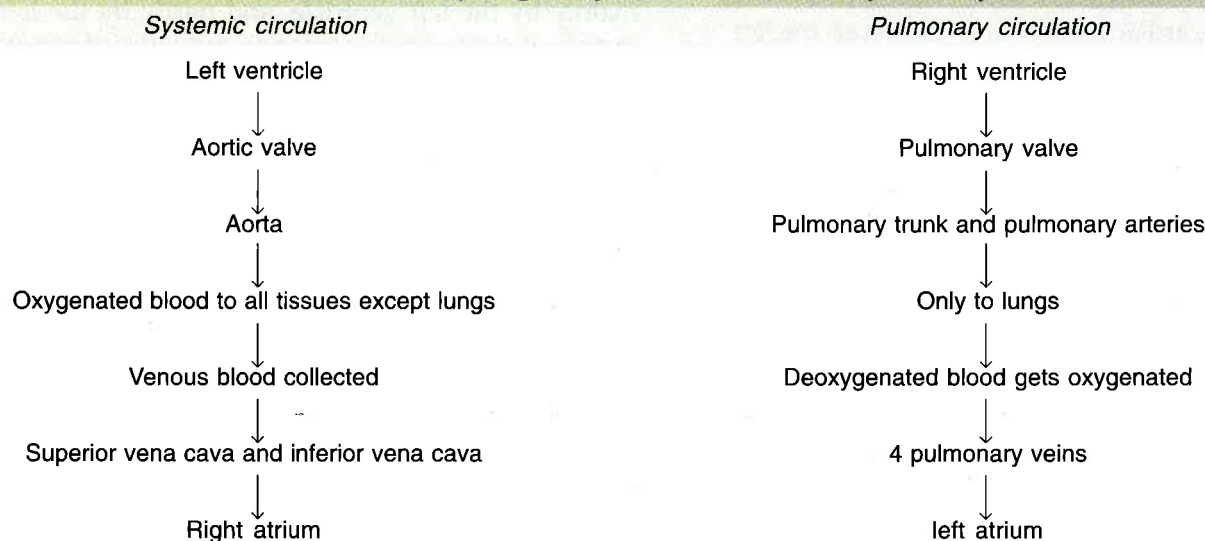 Systemic circulation
Left ventricle
Aortic valve
Aorta
Oxygenated blood to all tissues except lungs
Venous blood collected
Superior vena cava and inferior vena cava
Right atrium
Pulmonary circulation
Right ventricle
Pulmonary valve
Pulmonary trunk and pulmonary arteries
Only to lungs
Deoxygenated blood gets oxygenated
4 pulmonary veins
left atrium